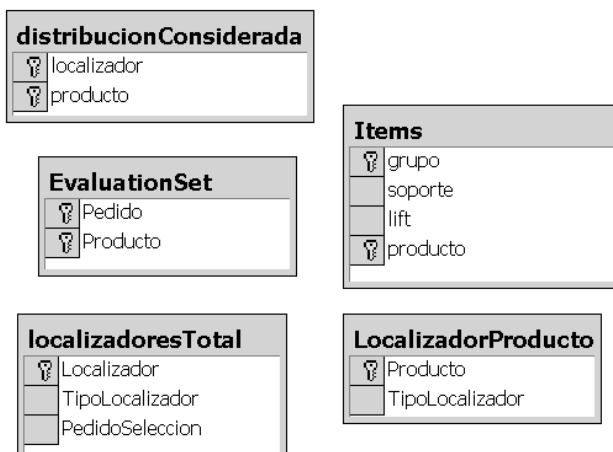 distribucionConsiderada
localizador
producto
Items
grupo
soporte
lift
producto
EvaluationSet
Pedido
Producto
localizadoresTotal
Localizador
TipoLocalizador
PedidoSeleccion
LocalizadorProducto
Producto
TipoLocalizador